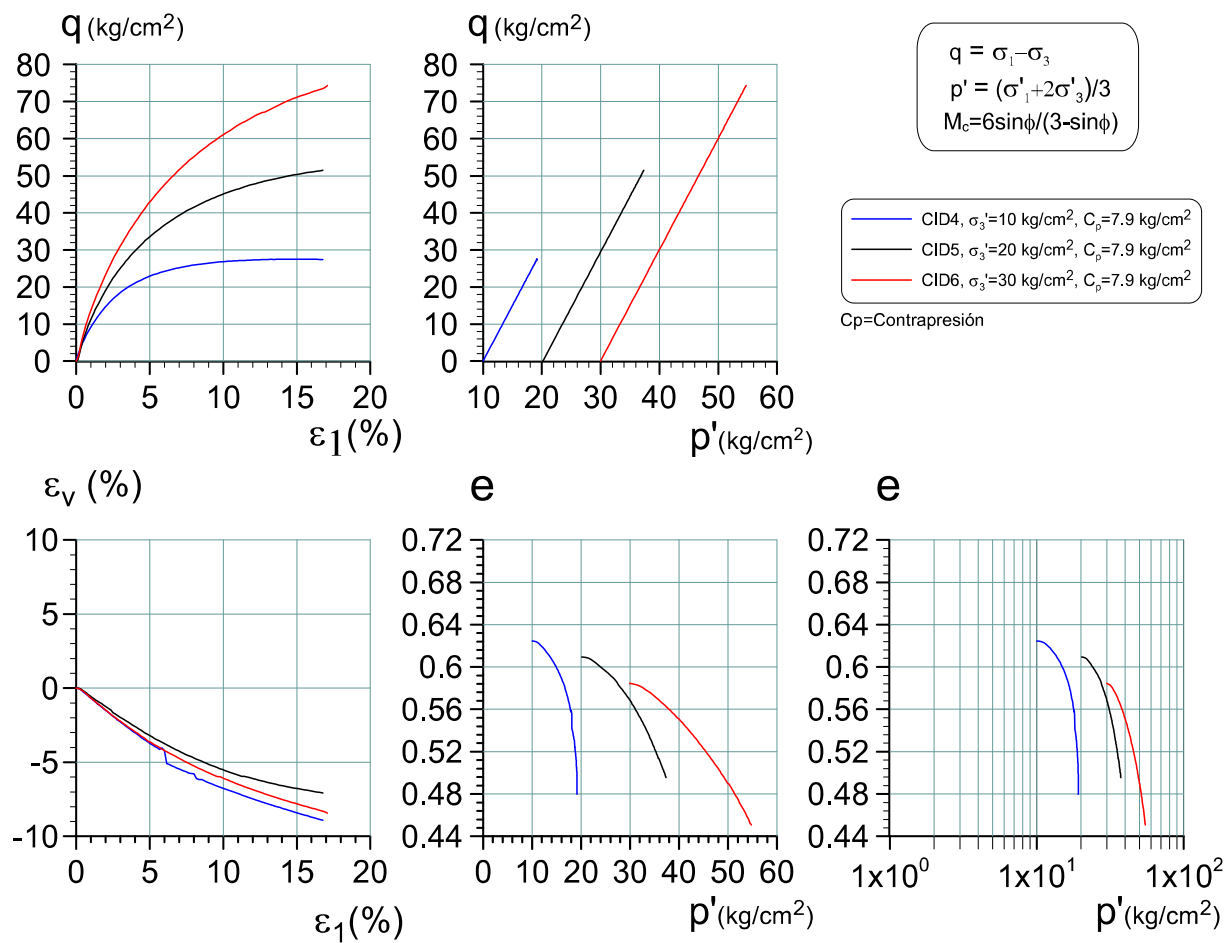 q (kg/cm²)
80
70
60
50
40
30
20
10
0
0 5 10 15 20
ε₁(%)
q (kg/cm²)
80
70
60
50
40
30
20
10
0
10 20 30 40 50 60
p' (kg/cm²)
q = σ₁−σ₃
p' = (σ'₁+2σ'₃)/3
M_c=6sinϕ/(3-sinϕ)
CID4, σ₃'=10 kg/cm², Cₚ=7.9 kg/cm²
CID5, σ₃'=20 kg/cm², Cₚ=7.9 kg/cm²
CID6, σ₃'=30 kg/cm², Cₚ=7.9 kg/cm²
Cp=Contrapresión
εᵥ (%)
10
5
0
-5
-10
0 5 10 15 20
ε₁(%)
e
0.72
0.68
0.64
0.6
0.56
0.52
0.48
0.44
0 10 20 30 40 50 60
p' (kg/cm²)
e
0.72
0.68
0.64
0.6
0.56
0.52
0.48
0.44
1x10⁰ 1x10¹ 1x10²
p' (kg/cm²)